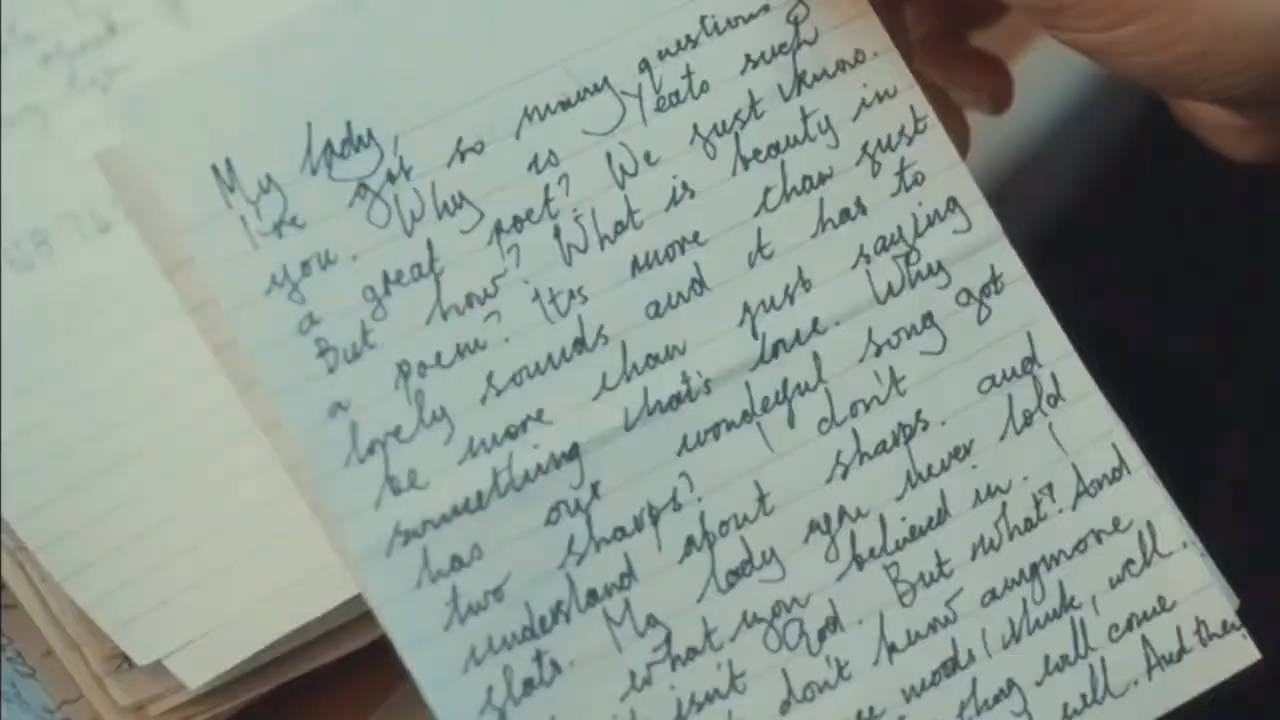 My lady,
I've got so many questions
you. Why is Yeats such
a great poet? We just know.
But how? What is beauty in
a poem? It's more than just
lovely sounds and it has to
be more than just saying
something that's love. Why
has our wondeful song got
two sharps? I don't
understand about sharps. and
flats. My lady you never told
what you believed in. I
isn't God. But what? And
don't know anymore
woods I think, well
thing will come
well. And then